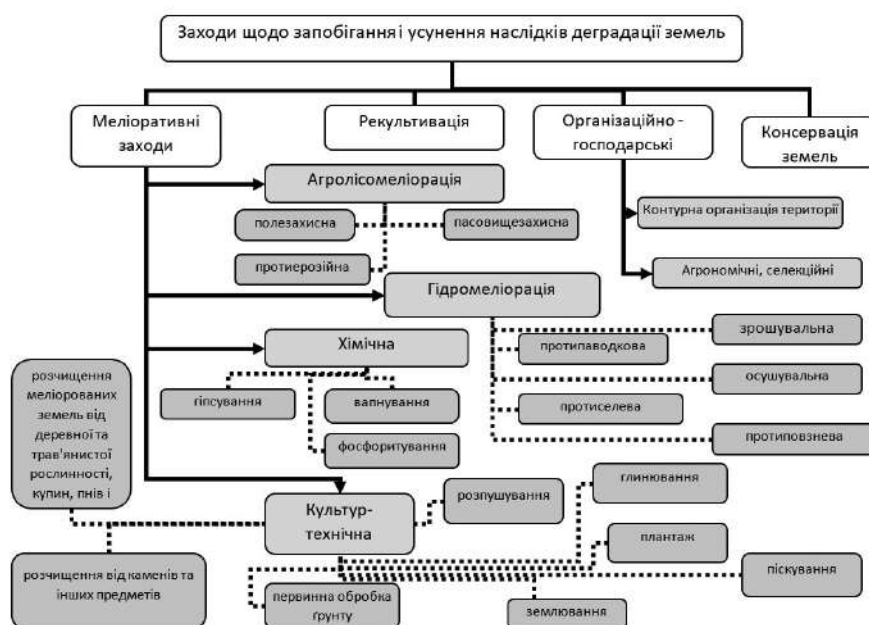 Заходи щодо запобігання і усунення наслідків деградації земель
Меліоративні
заходи
Рекультивація
Організаційно -
господарські
Консервація
земель
Агролісомеліорація
полезахисна
пасовищезахисна
протиерозійна
Контурна організація території
Агрономічні, селекційні
Гідромеліорація
зрошувальна
протипаводкова
осушувальна
протиселева
протиповзнева
Хімічна
гіпсування
вапнування
фосфоритування
розчищення
меліорованих
земель від
деревної та
трав'янистої
рослинності,
купин, пнів і
Культур-
технічна
розпушування
глинювання
плантаж
піскування
розчищення від каменів та
інших предметів
первинна обробка
ґрунту
землювання